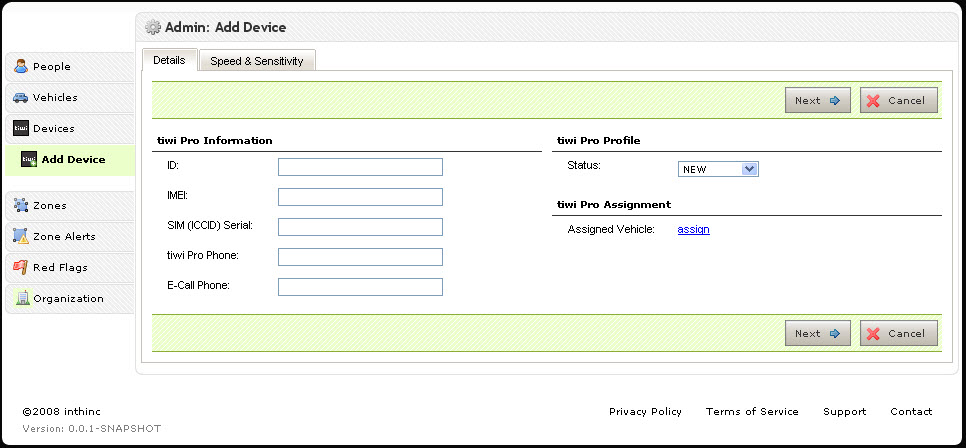 Admin: Add Device
People
Vehicles
tiwi Devices
tiwi Add Device
Zones
Zone Alerts
Red Flags
Organization
Details Speed & Sensitivity
Next Cancel
tiwi Pro Information
ID:
IMEI:
SIM (ICCID) Serial:
tiwi Pro Phone:
E-Call Phone:
tiwi Pro Profile
Status: NEW
tiwi Pro Assignment
Assigned Vehicle: assign
Next Cancel
©2008 inthinc
Version: 0.0.1-SNAPSHOT
Privacy Policy Terms of Service Support Contact